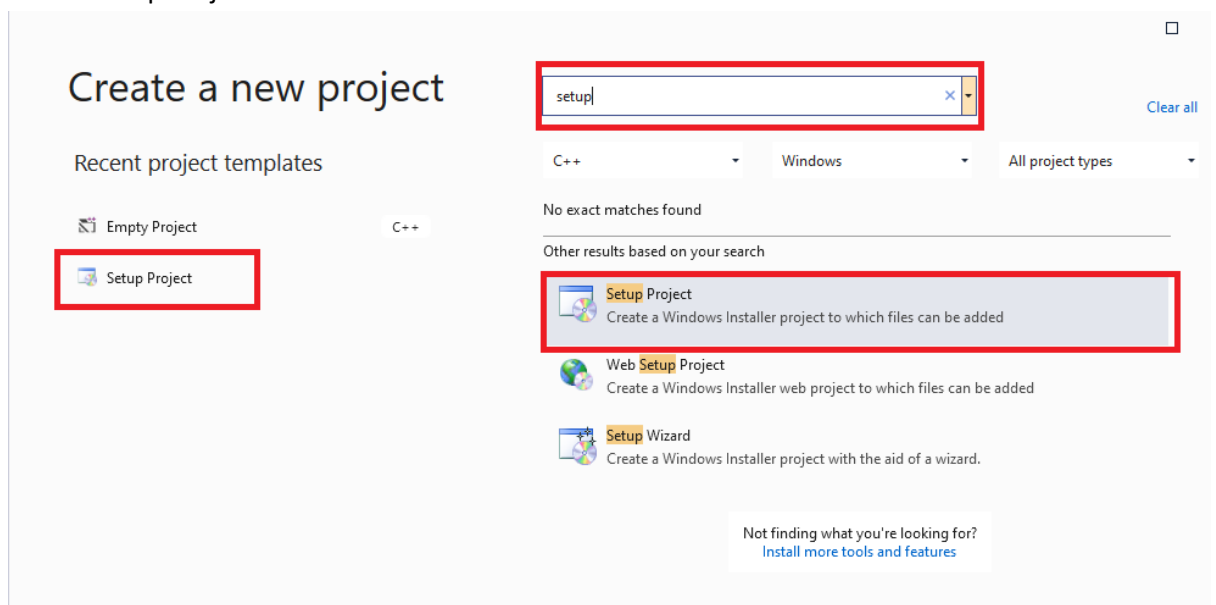 Create a new project
setup
Clear all
Recent project templates
C++
Windows
All project types
Empty Project
C++
Setup Project
No exact matches found
Other results based on your search
Setup Project
Create a Windows Installer project to which files can be added
Web Setup Project
Create a Windows Installer web project to which files can be added
Setup Wizard
Create a Windows Installer project with the aid of a wizard.
Not finding what you're looking for?
Install more tools and features